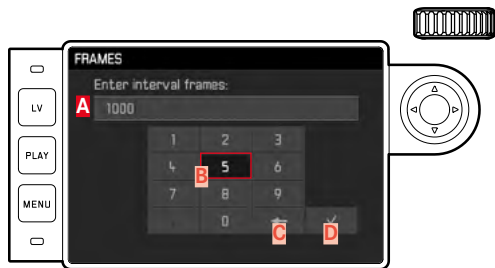 FRAMES
Enter interval frames:
A 1000
LV
PLAY
MENU
1 2 3
4 5 6
B
7 8 9
0
C D